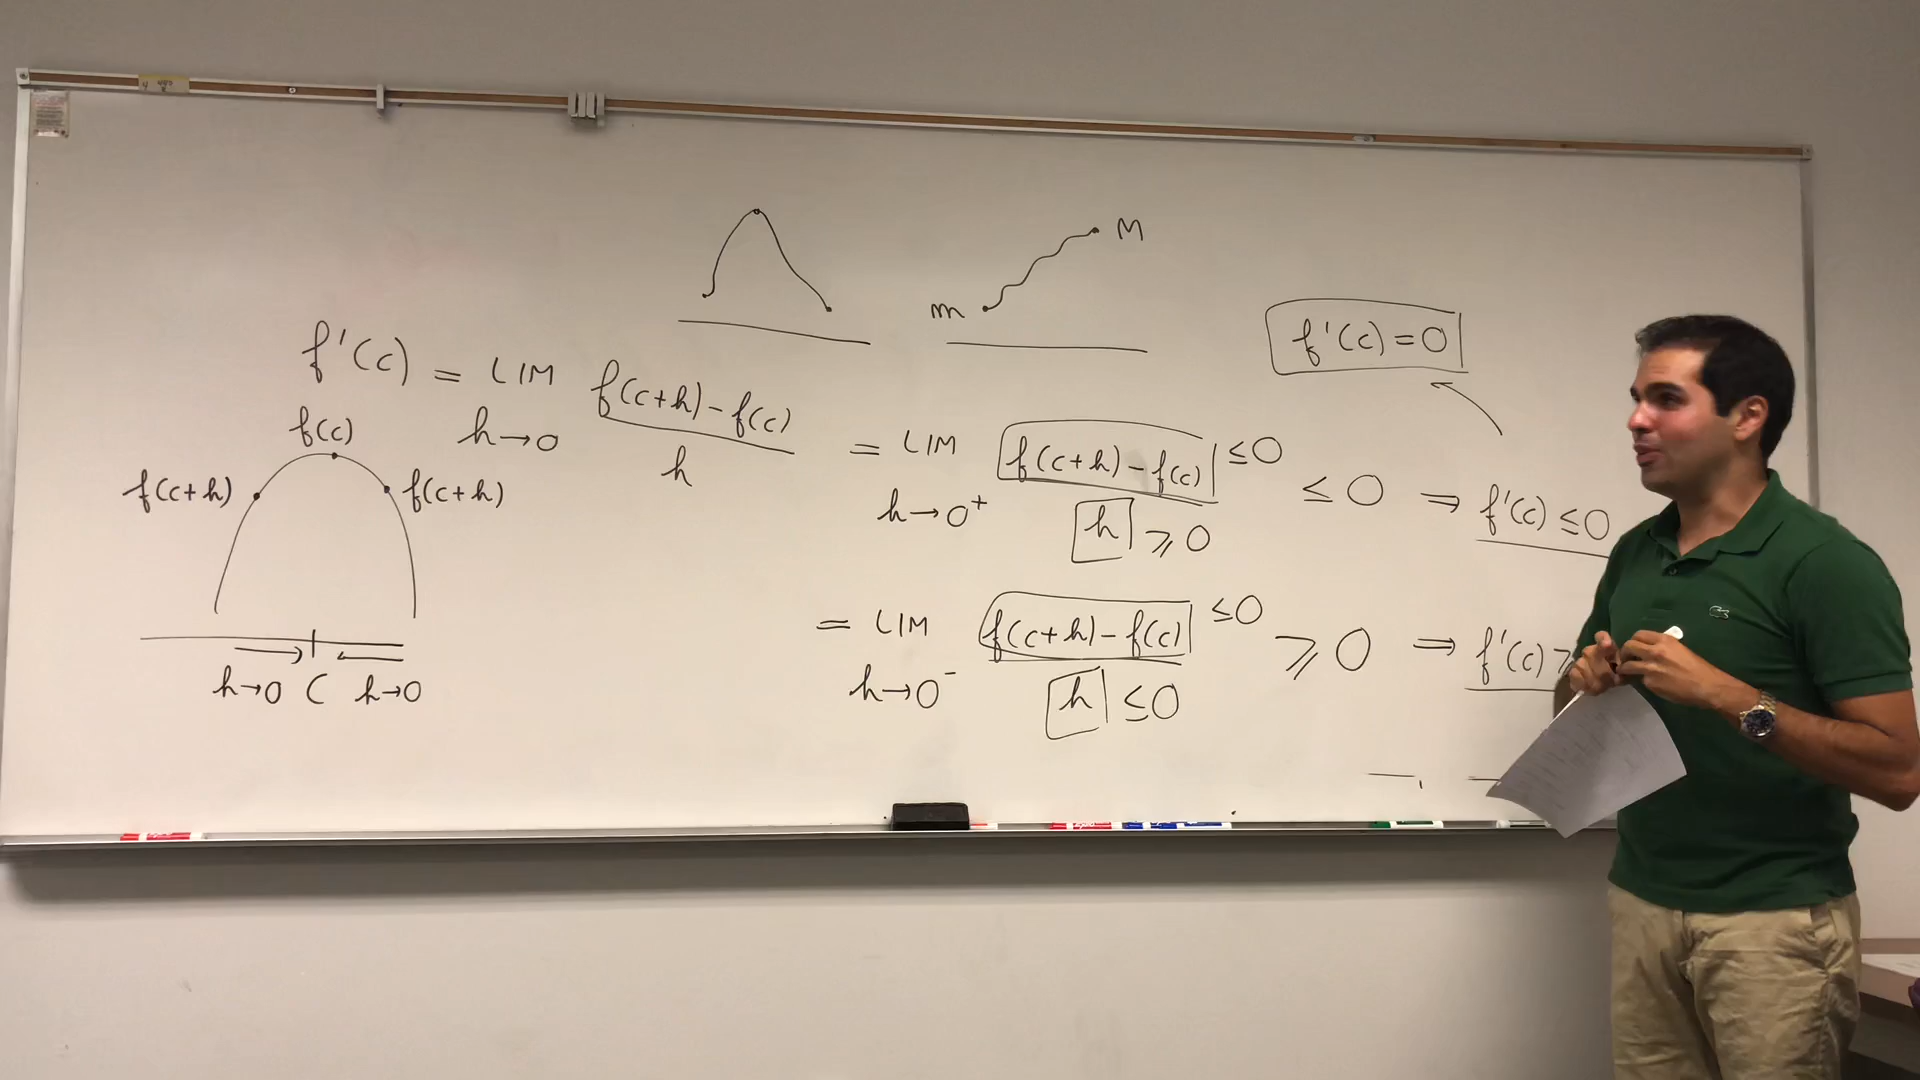 M
m
f'(c) = 0
f'(c) = LIM f(c+h) - f(c)
h→0 h
f(c)
f(c+h) f(c+h)
= LIM f(c+h) - f(c) ≤0 ≤ 0 ⇒ f'(c) ≤ 0
h→0⁺ h ⩾ 0
= LIM f(c+h) - f(c) ≤0 ⩾ 0 ⇒ f'(c) ⩾
h→0⁻ h ≤ 0
h→0 C h→0